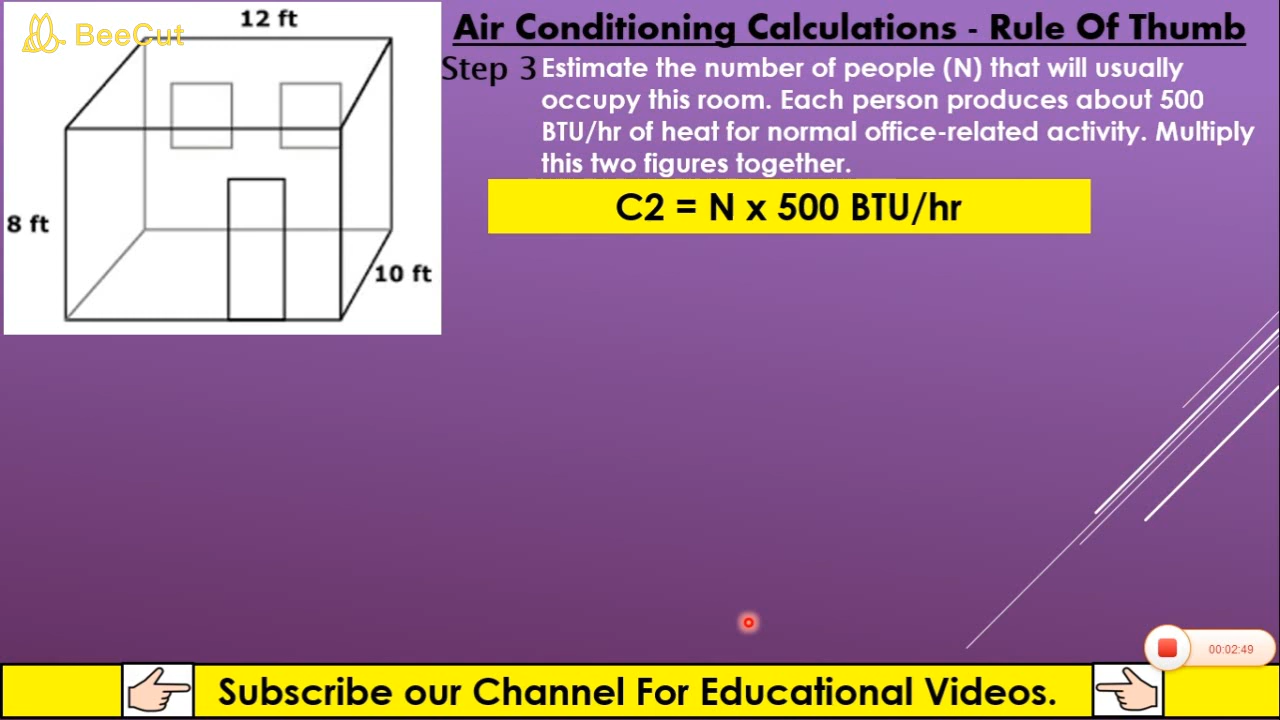 BeeCut
12 ft
8 ft
10 ft
Air Conditioning Calculations - Rule Of Thumb
Step 3 Estimate the number of people (N) that will usually
occupy this room. Each person produces about 500
BTU/hr of heat for normal office-related activity. Multiply
this two figures together.
C2 = N x 500 BTU/hr
00:02:49
Subscribe our Channel For Educational Videos.